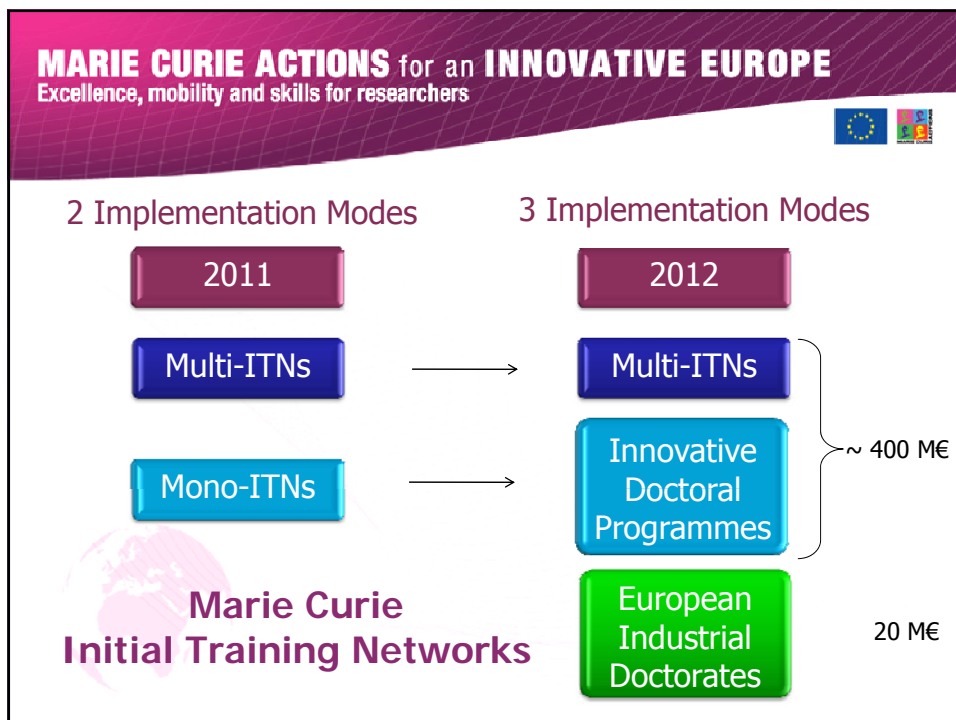 MARIE CURIE ACTIONS for an INNOVATIVE EUROPE
Excellence, mobility and skills for researchers
2 Implementation Modes
3 Implementation Modes
2011
2012
Multi-ITNs
Multi-ITNs
Mono-ITNs
Innovative
Doctoral
Programmes
~ 400 M€
Marie Curie
Initial Training Networks
European
Industrial
Doctorates
20 M€